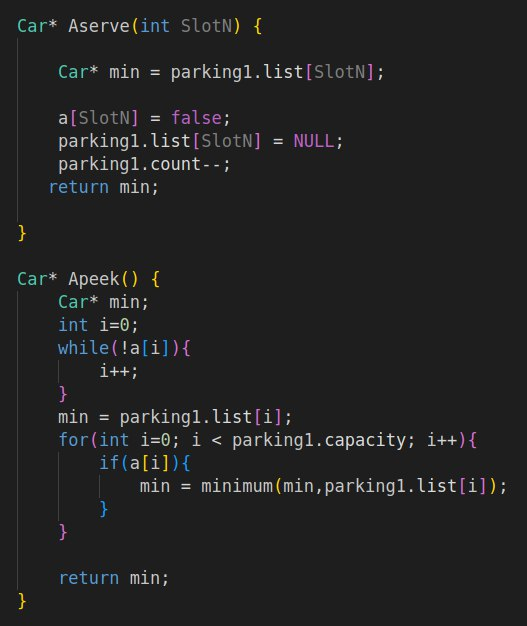 Car* Aserve(int SlotN) {
Car* min = parking1.list[SlotN];
a[SlotN] = false;
parking1.list[SlotN] = NULL;
parking1.count--;
return min;
}
Car* Apeek() {
Car* min;
int i=0;
while(!a[i]){
i++;
}
min = parking1.list[i];
for(int i=0; i < parking1.capacity; i++){
if(a[i]){
min = minimum(min,parking1.list[i]);
}
}
return min;
}